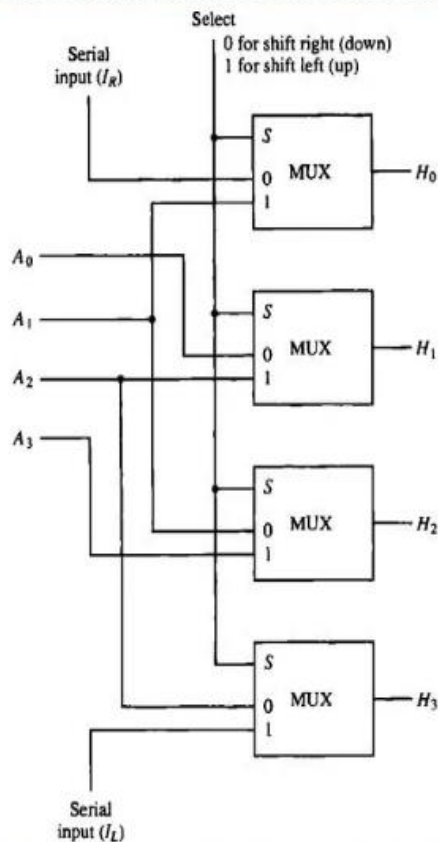 Select
0 for shift right (down)
1 for shift left (up)
Serial
input (I_R)
S
MUX
0
1
H_0
A_0
A_1
A_2
A_3
S
MUX
0
1
H_1
S
MUX
0
1
H_2
S
MUX
0
1
H_3
Serial
input (I_L)